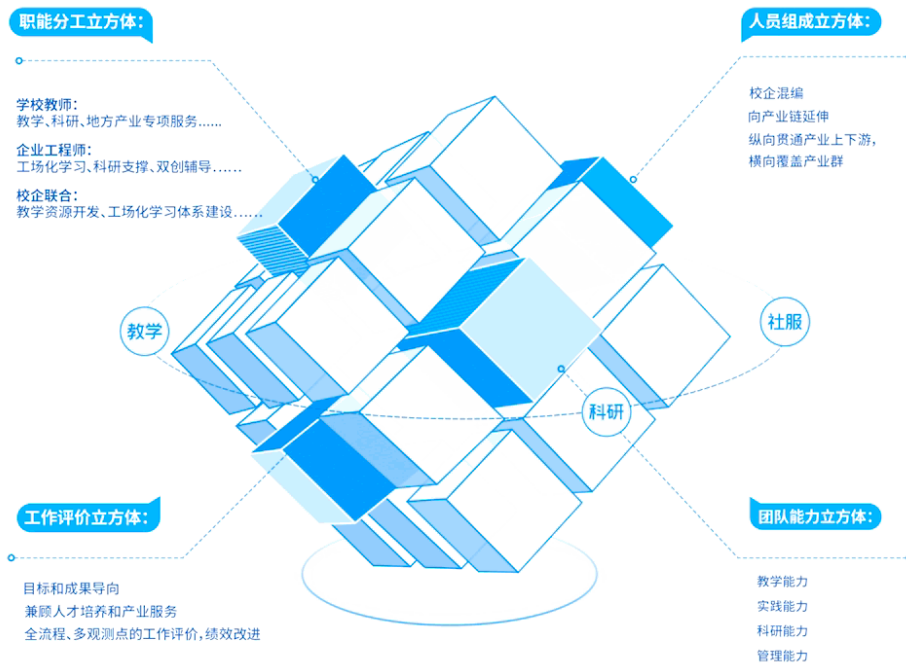 职能分工立方体：
学校教师：
教学、科研、地方产业专项服务......
企业工程师：
工场化学习、科研支撑、双创辅导……
校企联合：
教学资源开发、工场化学习体系建设……
人员组成立方体：
校企混编
向产业链延伸
纵向贯通产业上下游，
横向覆盖产业群
教学
社服
科研
工作评价立方体：
目标和成果导向
兼顾人才培养和产业服务
全流程、多观测点的工作评价，绩效改进
团队能力立方体：
教学能力
实践能力
科研能力
管理能力